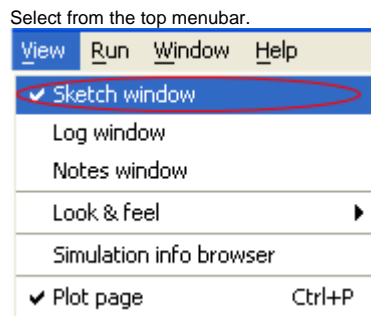 Select from the top menubar.
View Run Window Help
Sketch window
Log window
Notes window
Look & feel
Simulation info browser
Plot page Ctrl+P